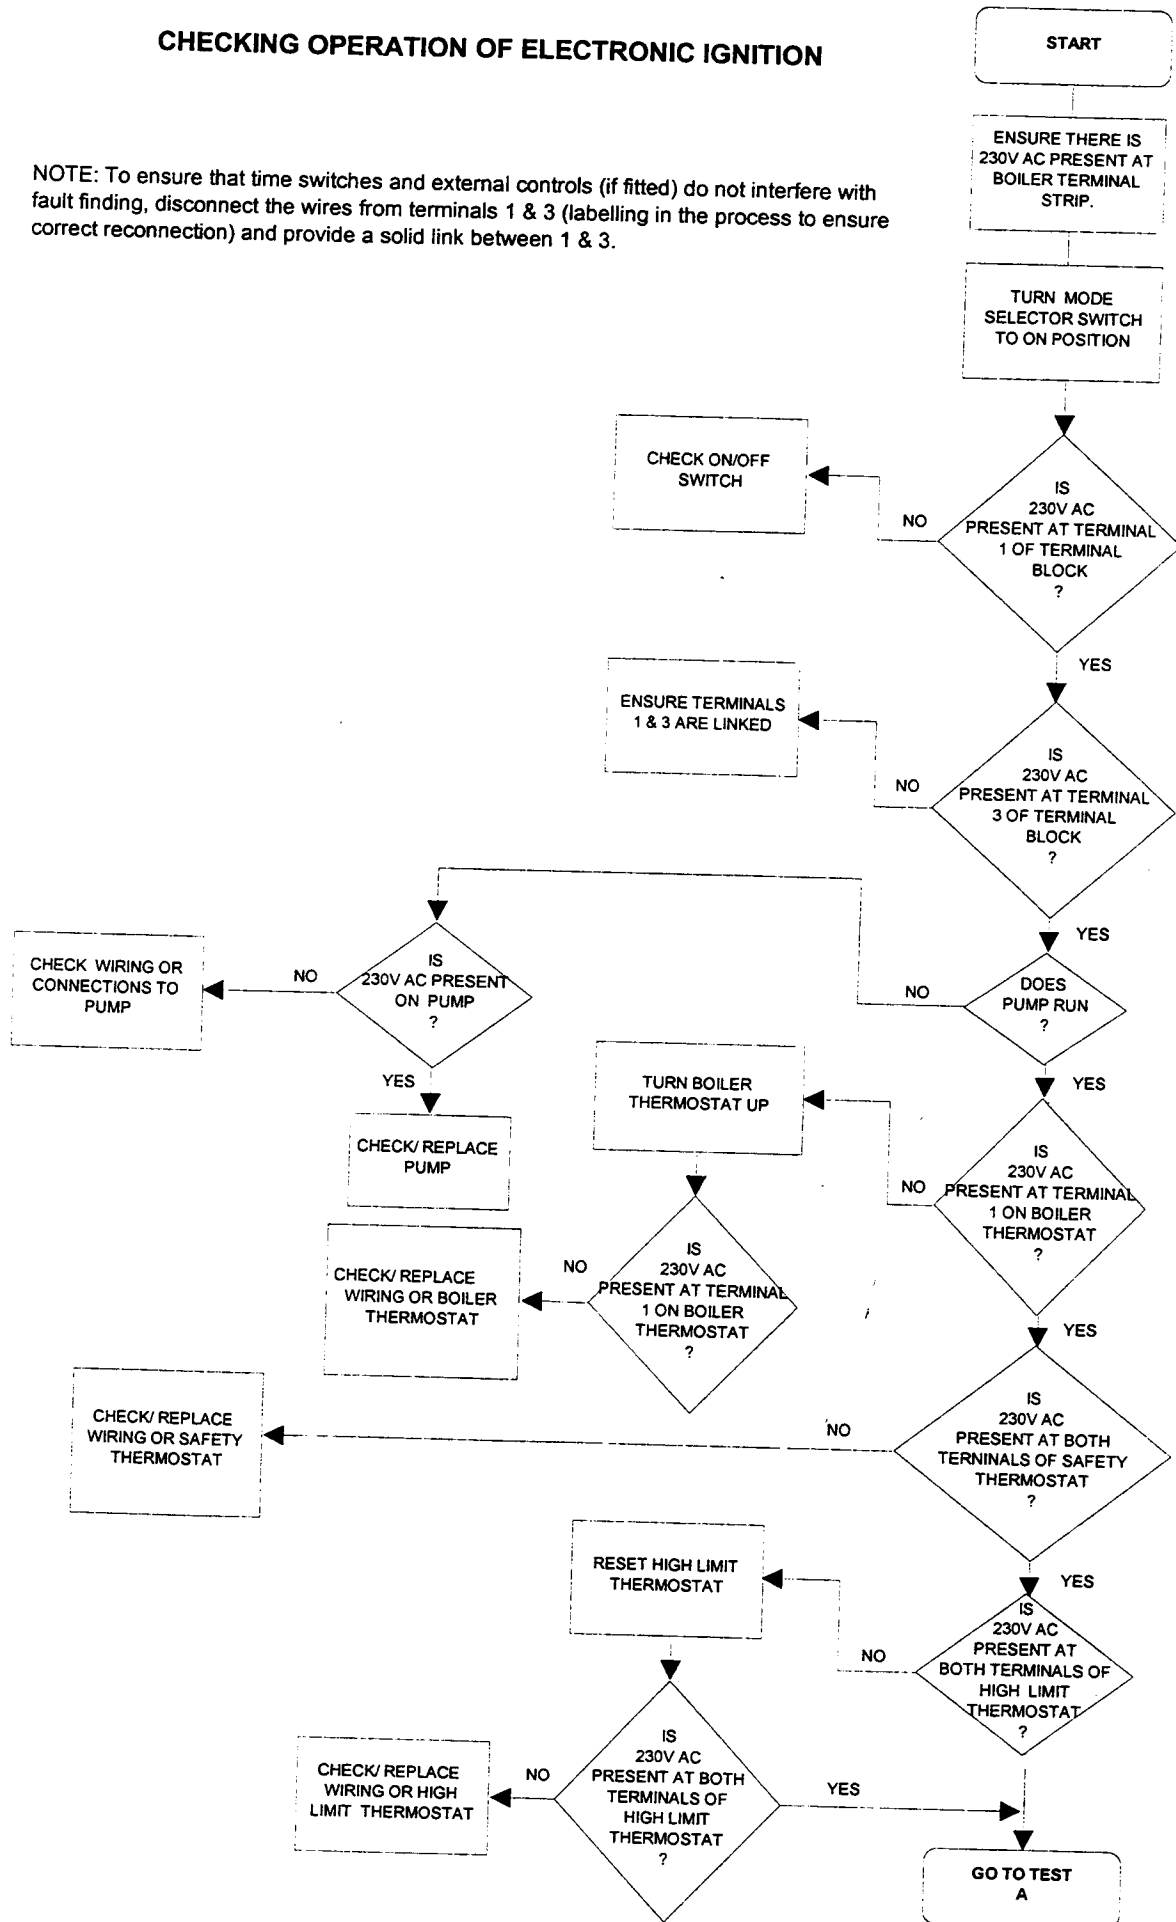 CHECKING OPERATION OF ELECTRONIC IGNITION
START
NOTE: To ensure that time switches and external controls (if fitted) do not interfere with
fault finding, disconnect the wires from terminals 1 & 3 (labelling in the process to ensure
correct reconnection) and provide a solid link between 1 & 3.
ENSURE THERE IS
230V AC PRESENT AT
BOILER TERMINAL
STRIP.
TURN MODE
SELECTOR SWITCH
TO ON POSITION
IS
230V AC
PRESENT AT TERMINAL
1 OF TERMINAL
BLOCK
?
NO
CHECK ON/OFF
SWITCH
YES
IS
230V AC
PRESENT AT TERMINAL
3 OF TERMINAL
BLOCK
?
NO
ENSURE TERMINALS
1 & 3 ARE LINKED
YES
DOES
PUMP RUN
?
NO
IS
230V AC PRESENT
ON PUMP
?
NO
CHECK WIRING OR
CONNECTIONS TO
PUMP
YES
CHECK/ REPLACE
PUMP
YES
IS
230V AC
PRESENT AT TERMINAL
1 ON BOILER
THERMOSTAT
?
NO
TURN BOILER
THERMOSTAT UP
IS
230V AC
PRESENT AT TERMINAL
1 ON BOILER
THERMOSTAT
?
NO
CHECK/ REPLACE
WIRING OR BOILER
THERMOSTAT
YES
IS
230V AC
PRESENT AT BOTH
TERNINALS OF SAFETY
THERMOSTAT
?
NO
CHECK/ REPLACE
WIRING OR SAFETY
THERMOSTAT
YES
IS
230V AC
PRESENT AT
BOTH TERMINALS OF
HIGH LIMIT
THERMOSTAT
?
NO
RESET HIGH LIMIT
THERMOSTAT
IS
230V AC
PRESENT AT BOTH
TERMINALS OF
HIGH LIMIT
THERMOSTAT
?
NO
CHECK/ REPLACE
WIRING OR HIGH
LIMIT THERMOSTAT
YES
GO TO TEST
A